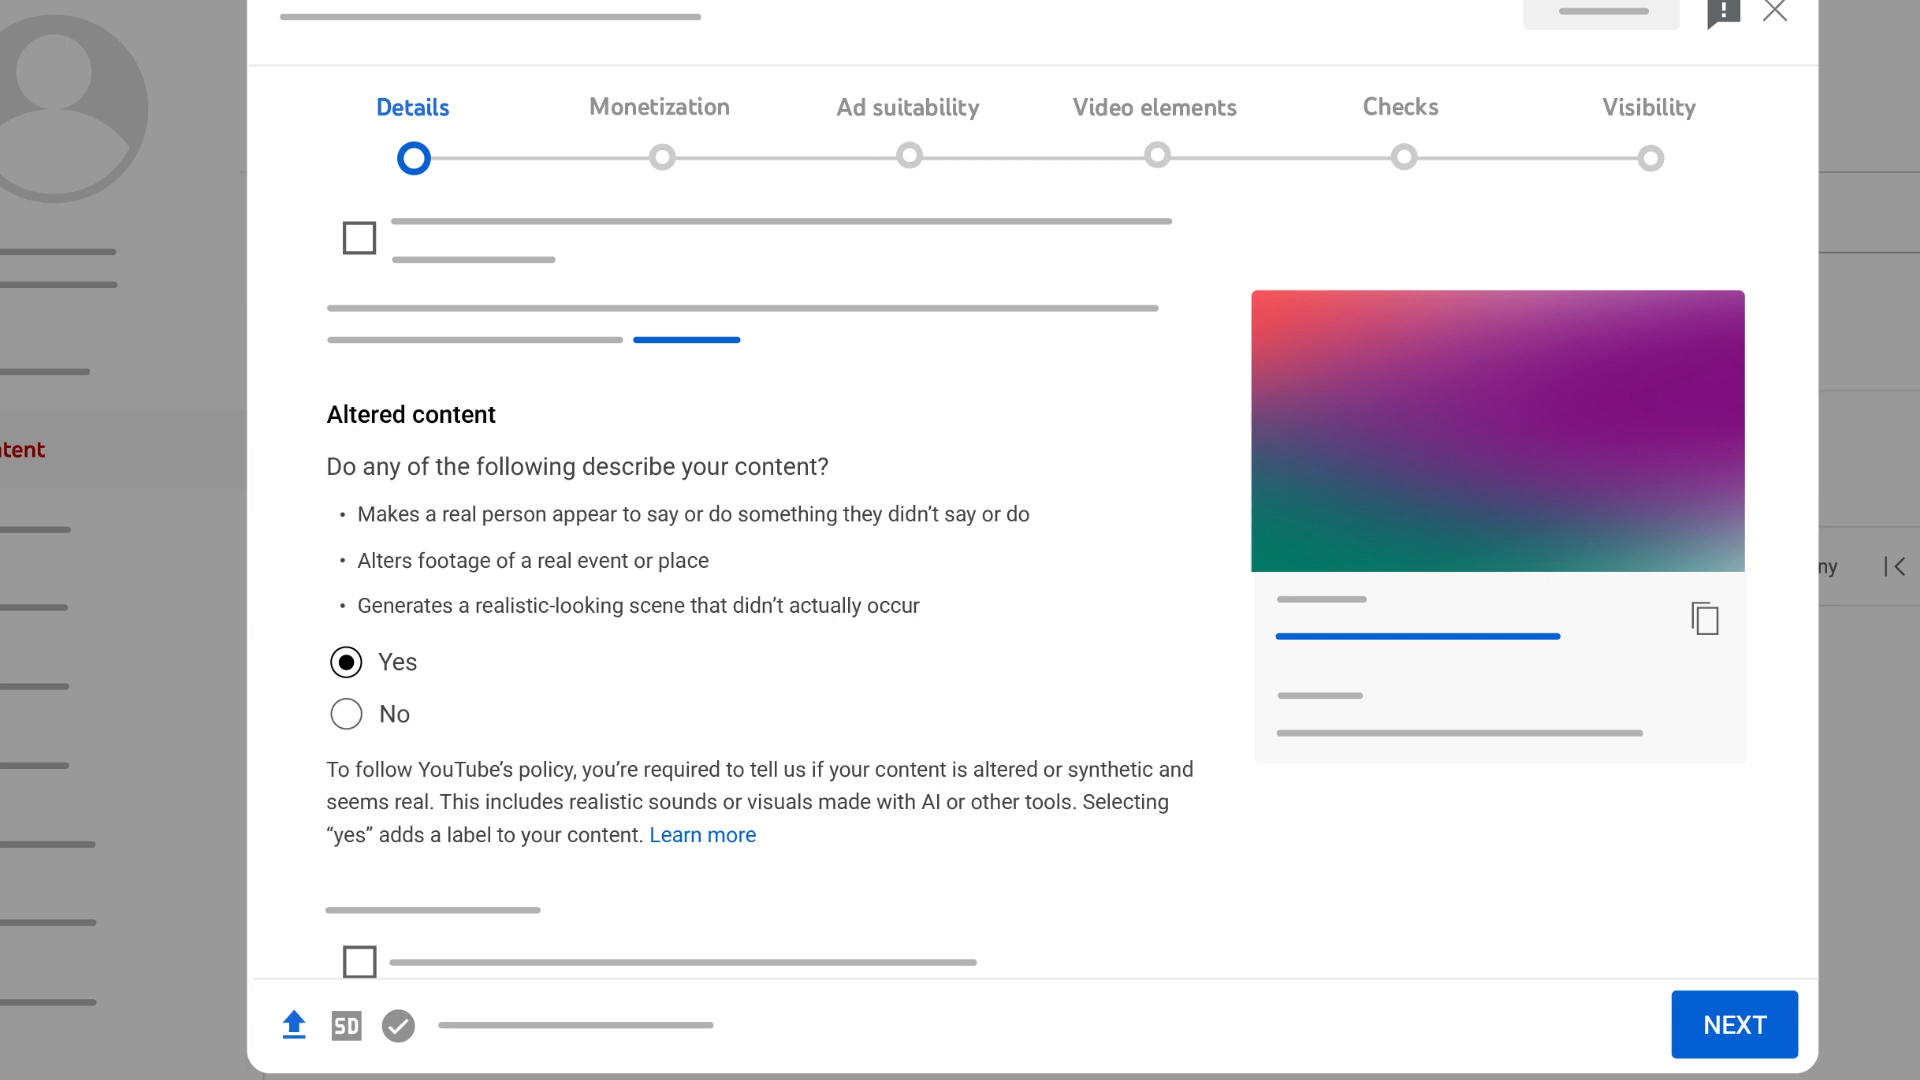 Details
Monetization
Ad suitability
Video elements
Checks
Visibility
Altered content
tent
Do any of the following describe your content?
• Makes a real person appear to say or do something they didn’t say or do
• Alters footage of a real event or place
ny
• Generates a realistic-looking scene that didn’t actually occur
Yes
No
To follow YouTube’s policy, you’re required to tell us if your content is altered or synthetic and
seems real. This includes realistic sounds or visuals made with AI or other tools. Selecting
“yes” adds a label to your content. Learn more
SD
NEXT